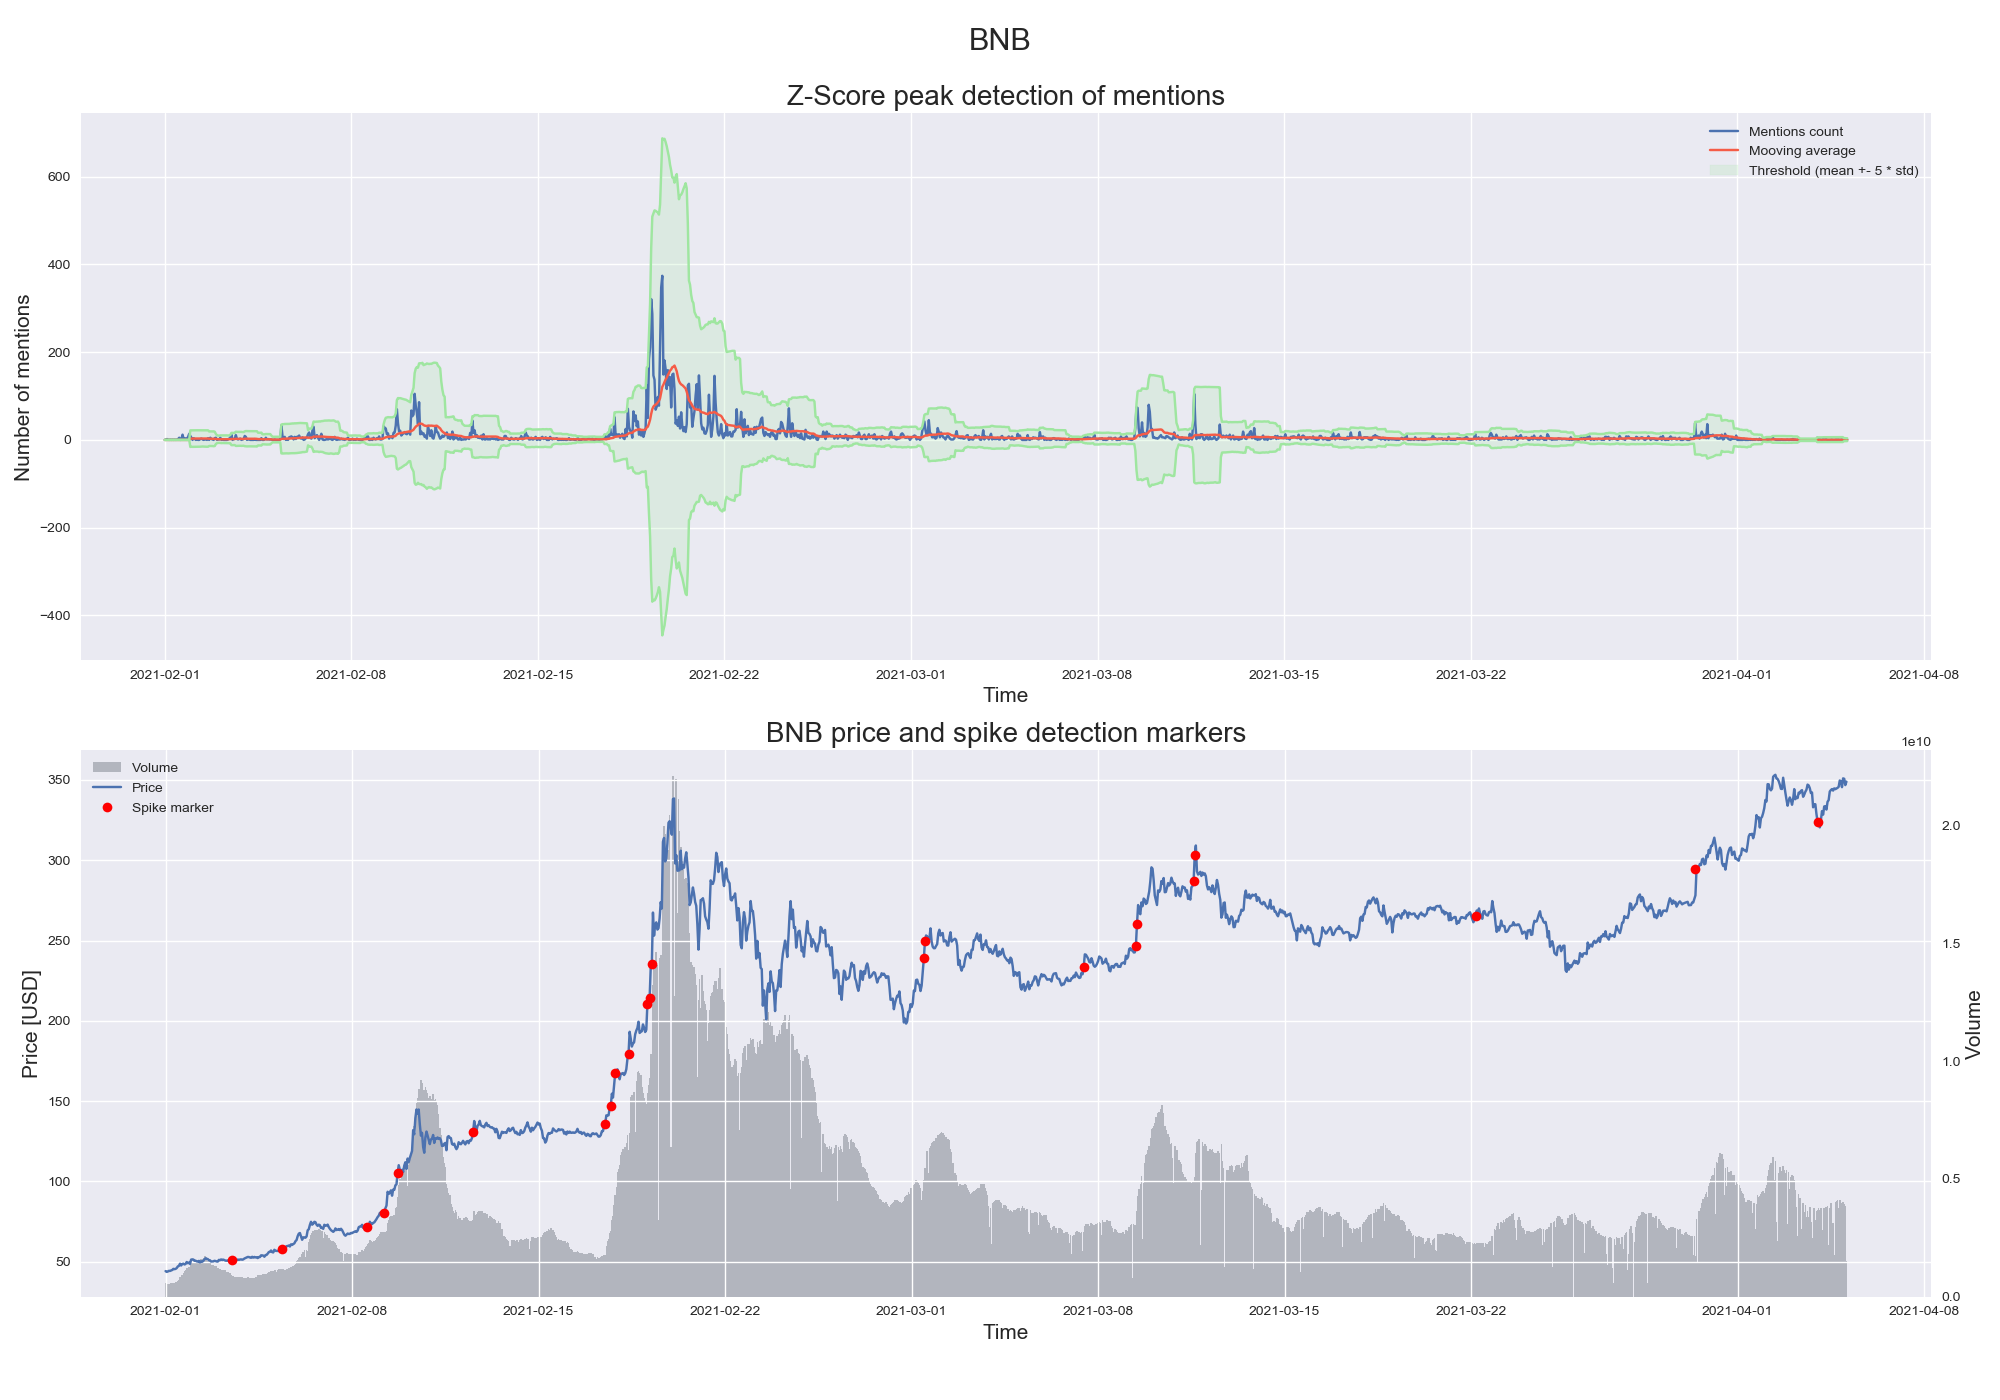 BNB
Z-Score peak detection of mentions
Mentions count
Mooving average
Threshold (mean +- 5 * std)
Number of mentions
600
400
200
0
−200
−400
2021-02-01 2021-02-08 2021-02-15 2021-02-22 2021-03-01 2021-03-08 2021-03-15 2021-03-22 2021-04-01 2021-04-08
Time
BNB price and spike detection markers
1e10
Volume
Price
Spike marker
Price [USD]
350
300
250
200
150
100
50
2.0
1.5
1.0
0.5
0.0
Volume
2021-02-01 2021-02-08 2021-02-15 2021-02-22 2021-03-01 2021-03-08 2021-03-15 2021-03-22 2021-04-01 2021-04-08
Time